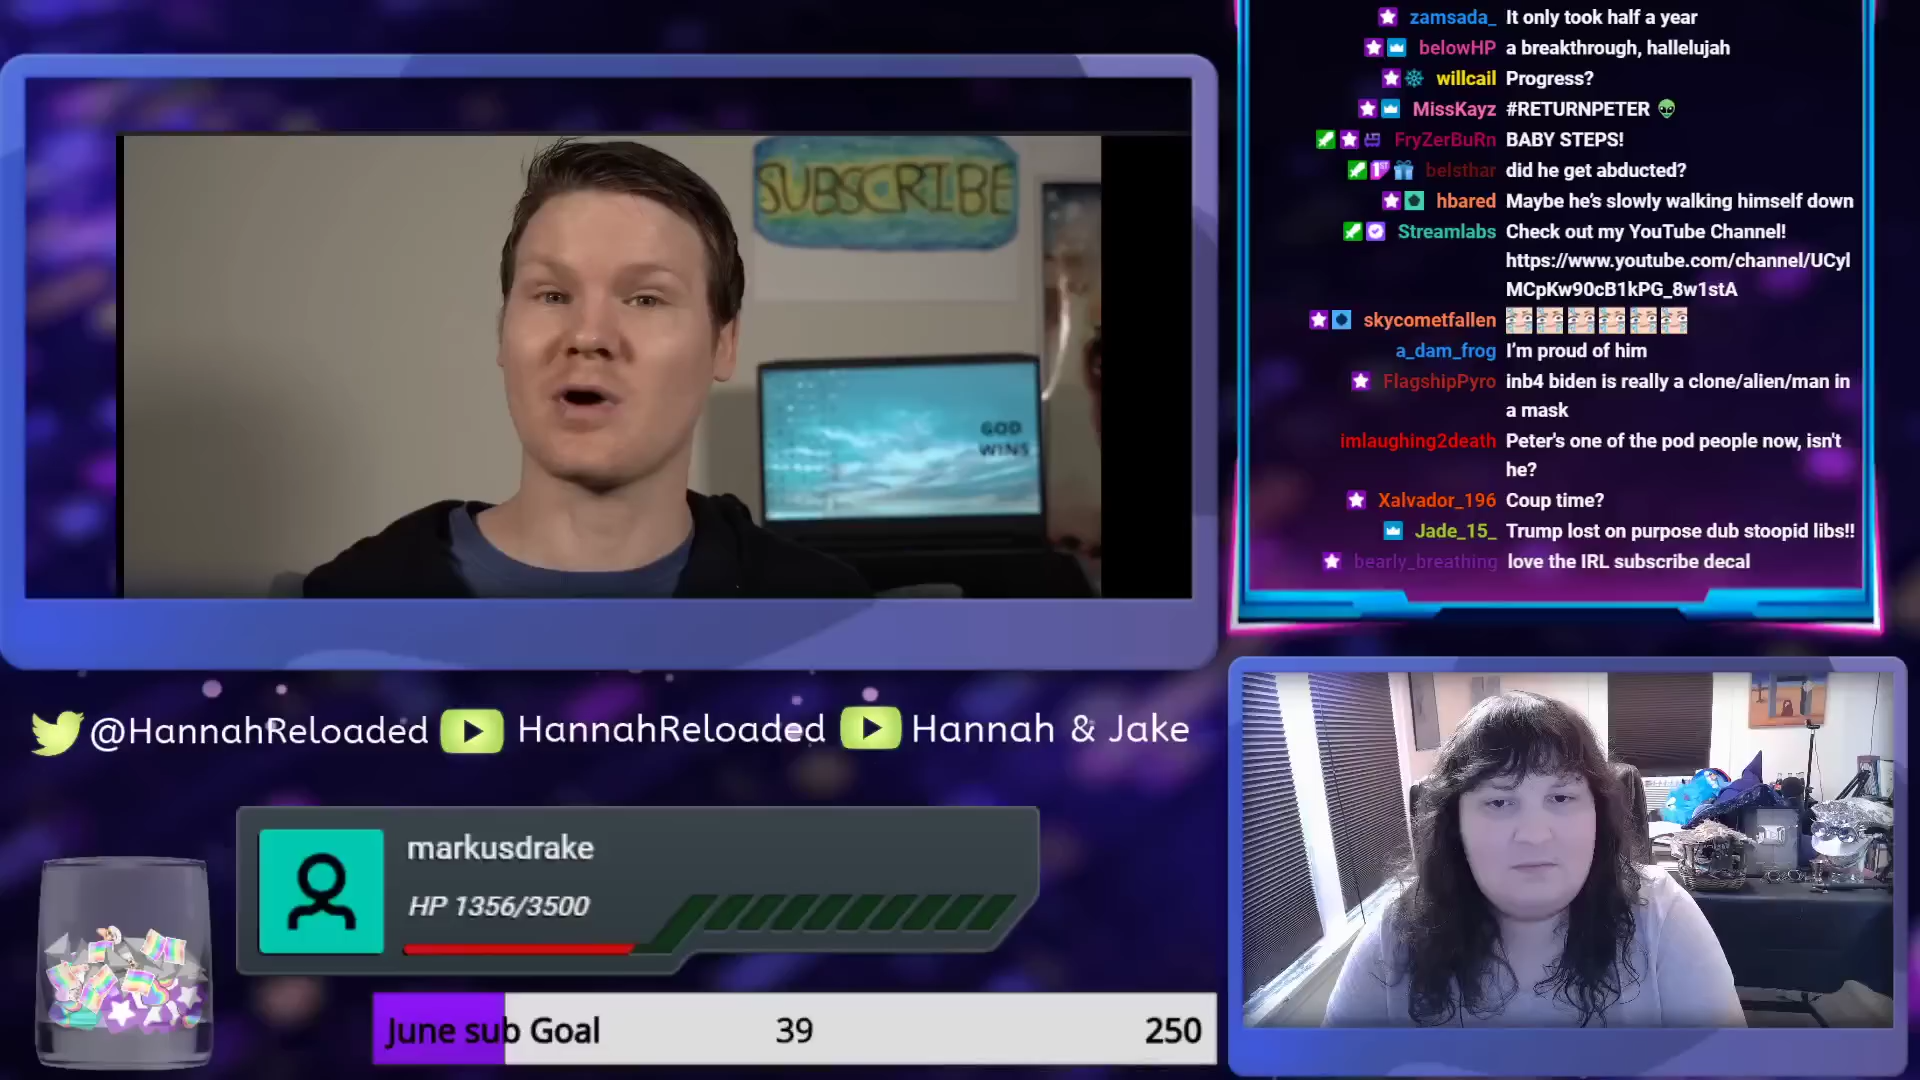 SUBSCRIBE
GOD
WINS
zamsada_ It only took half a year
belowHP a breakthrough, hallelujah
willcail Progress?
MissKayz #RETURNPETER
FryZerBuRn BABY STEPS!
belsthar did he get abducted?
hbared Maybe he's slowly walking himself down
Streamlabs Check out my YouTube Channel!
https://www.youtube.com/channel/UCyl
MCpKw90cB1kPG_8w1stA
skycometfallen
a_dam_frog I'm proud of him
FlagshipPyro inb4 biden is really a clone/alien/man in
a mask
imlaughing2death Peter's one of the pod people now, isn't
he?
Xalvador_196 Coup time?
Jade_15_ Trump lost on purpose dub stoopid libs!!
bearly_breathing love the IRL subscribe decal
@HannahReloaded HannahReloaded Hannah & Jake
markusdrake
HP 1356/3500
June sub Goal 39 250